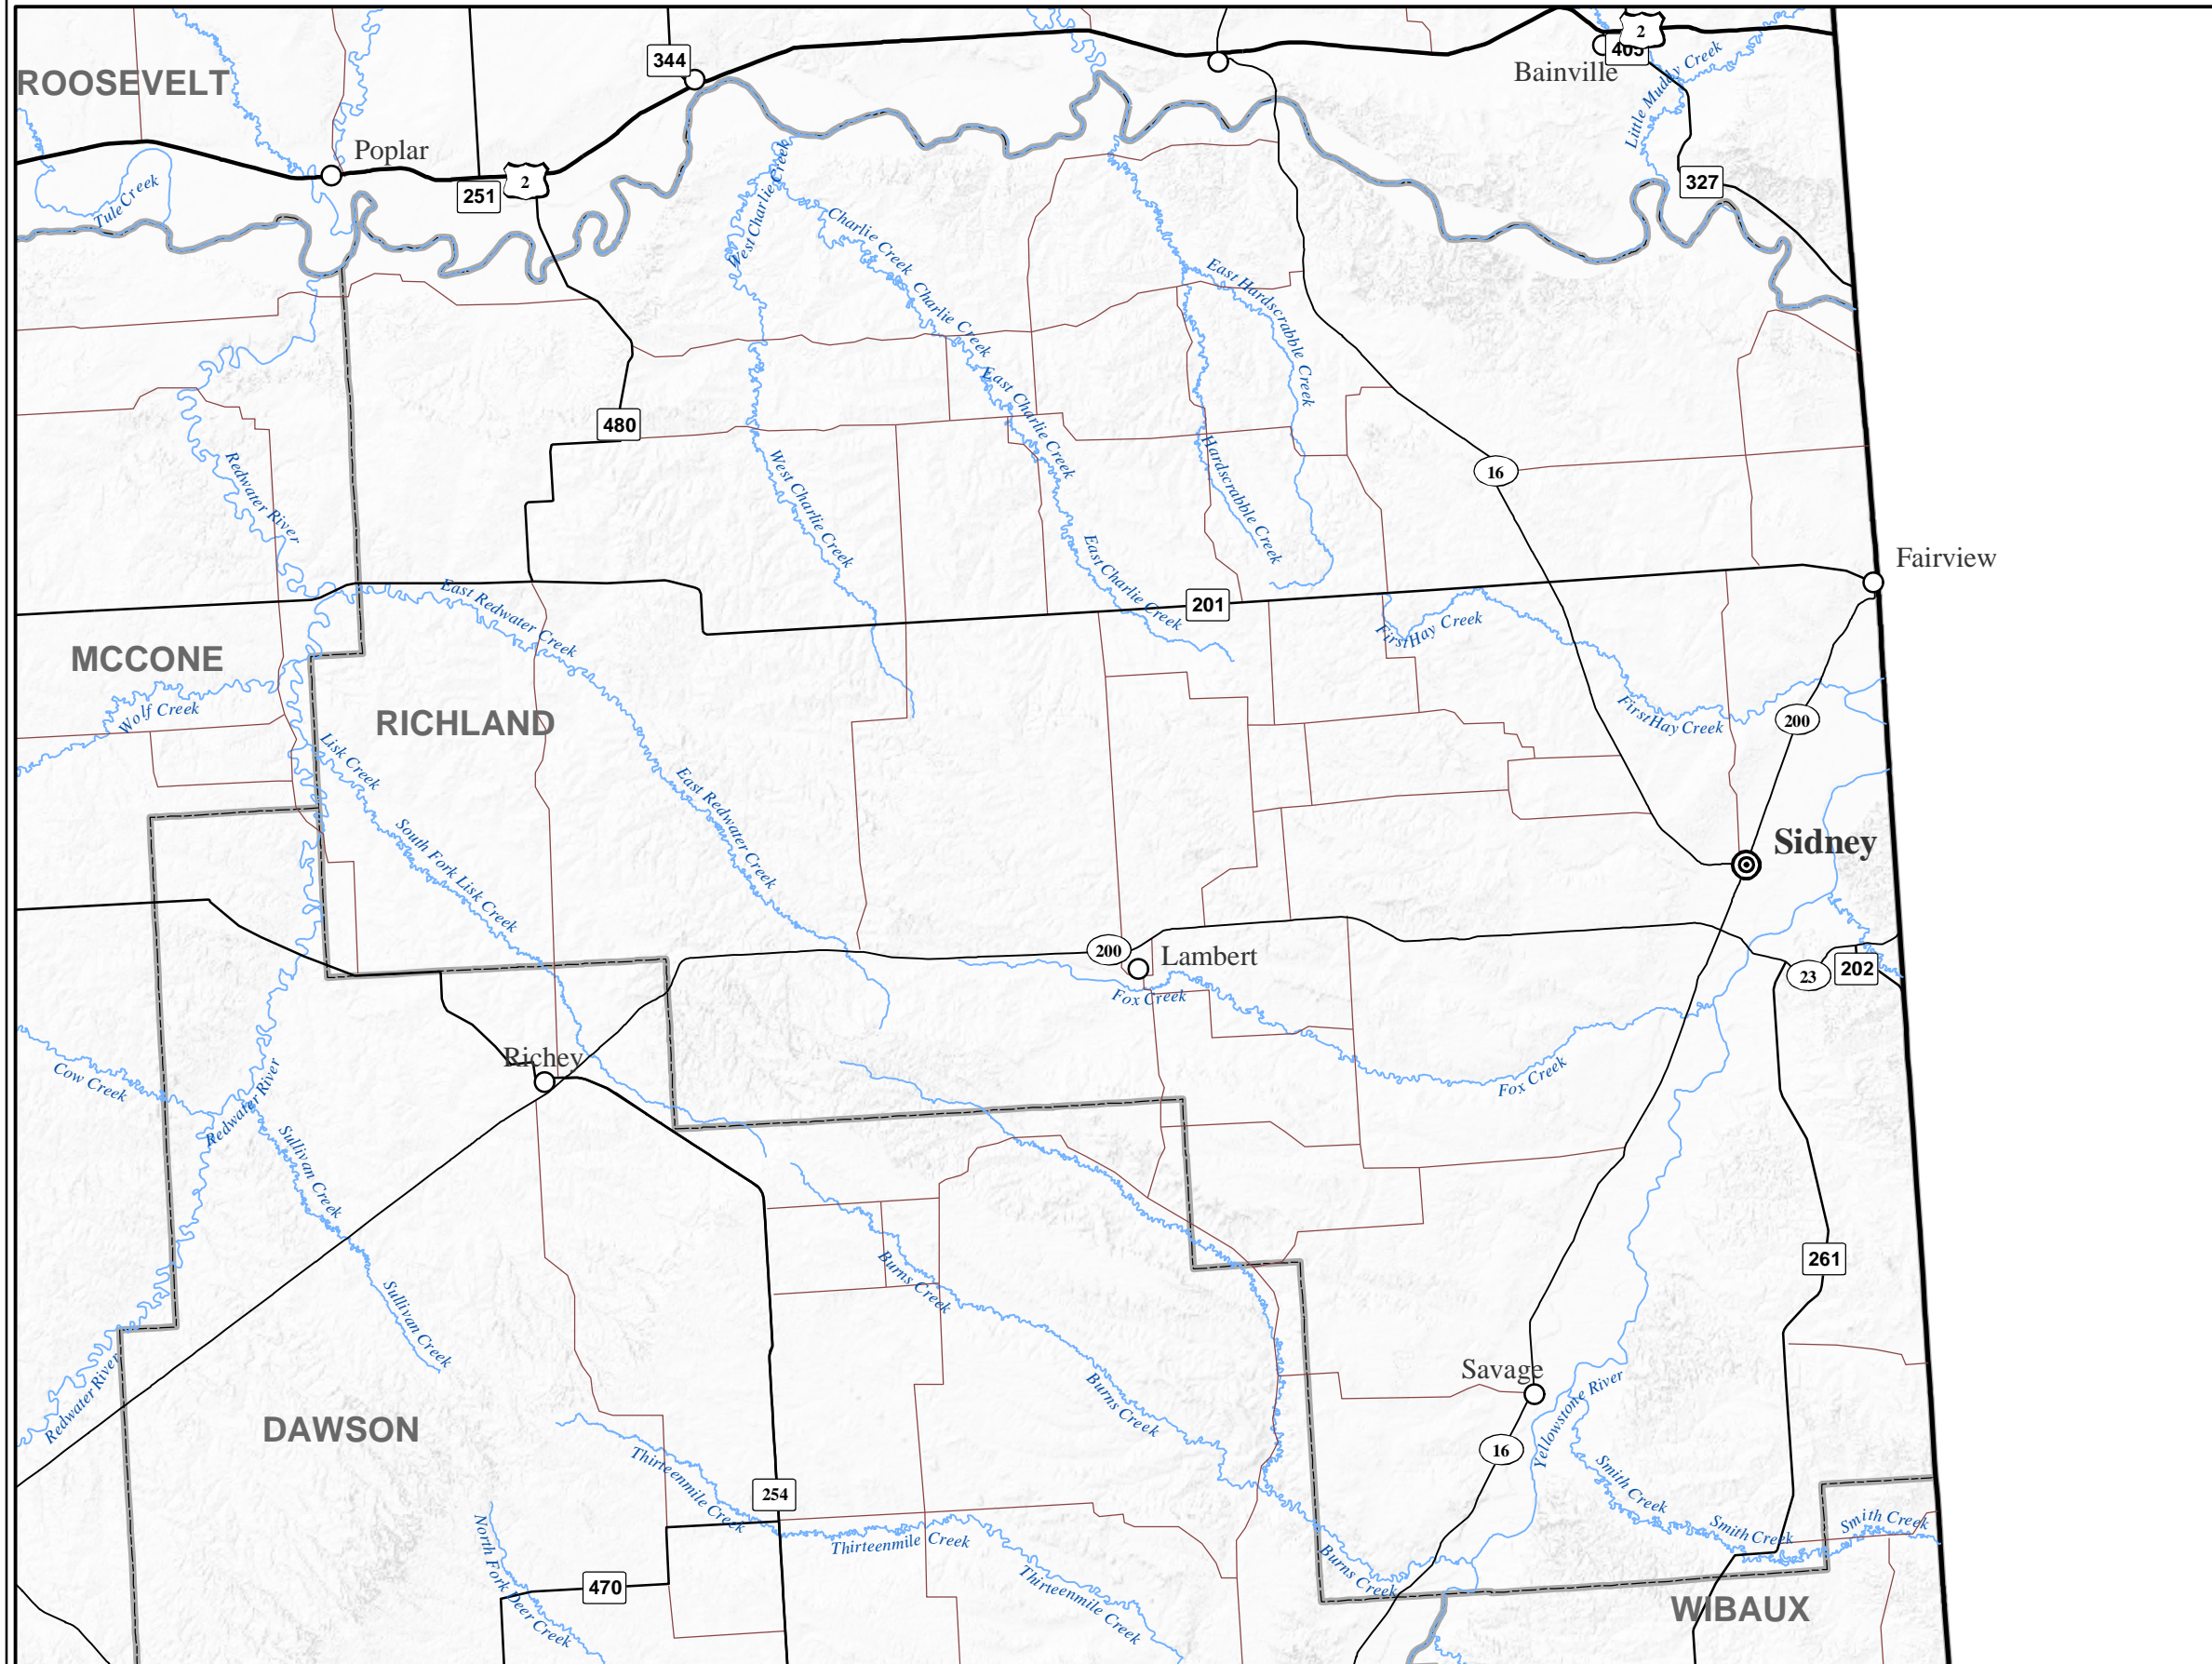 2
405
344
Bainville
ROOSEVELT
Little Muddy Creek
Poplar
251
2
327
Tule Creek
West Charlie Creek
Charlie Creek
Charlie Creek
East Hardscrabble Creek
East Charlie Creek
480
Redwater River
West Charlie Creek
Hardscrabble Creek
16
East Charlie Creek
Fairview
East Redwater Creek
201
First Hay Creek
MCCONE
Wolf Creek
RICHLAND
First Hay Creek
200
Lisk Creek
East Redwater Creek
South Fork Lisk Creek
Sidney
200
Lambert
23
202
Fox Creek
Richey
Cow Creek
Redwater River
Fox Creek
Sullivan Creek
Burns Creek
261
Sullivan Creek
Redwater River
Burns Creek
Savage
Yellowstone River
DAWSON
16
Thirteenmile Creek
254
Smith Creek
Smith Creek
Smith Creek
North Fork Deer Creek
Thirteenmile Creek
470
Thirteenmile Creek
Burns Creek
WIBAUX